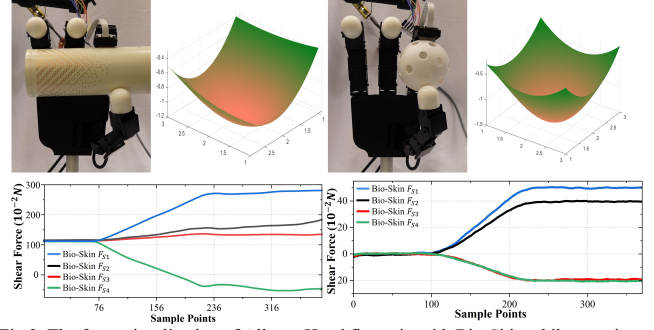 -0.4
-0.6
-0.8
-1
-1.2
3
2.5
2
1.5
1
3
2.5
2
1.5
1
-0.5
-1
-1.5
1
1.5
2
2.5
3
3
2
1
Shear Force (10⁻²N)
300
200
100
0
Bio-Skin F_S1
Bio-Skin F_S2
Bio-Skin F_S3
Bio-Skin F_S4
76 156 236 316
Sample Points
Shear Force (10⁻²N)
40
20
0
20
Bio-Skin F_S1
Bio-Skin F_S2
Bio-Skin F_S3
Bio-Skin F_S4
0 100 200 300
Sample Points